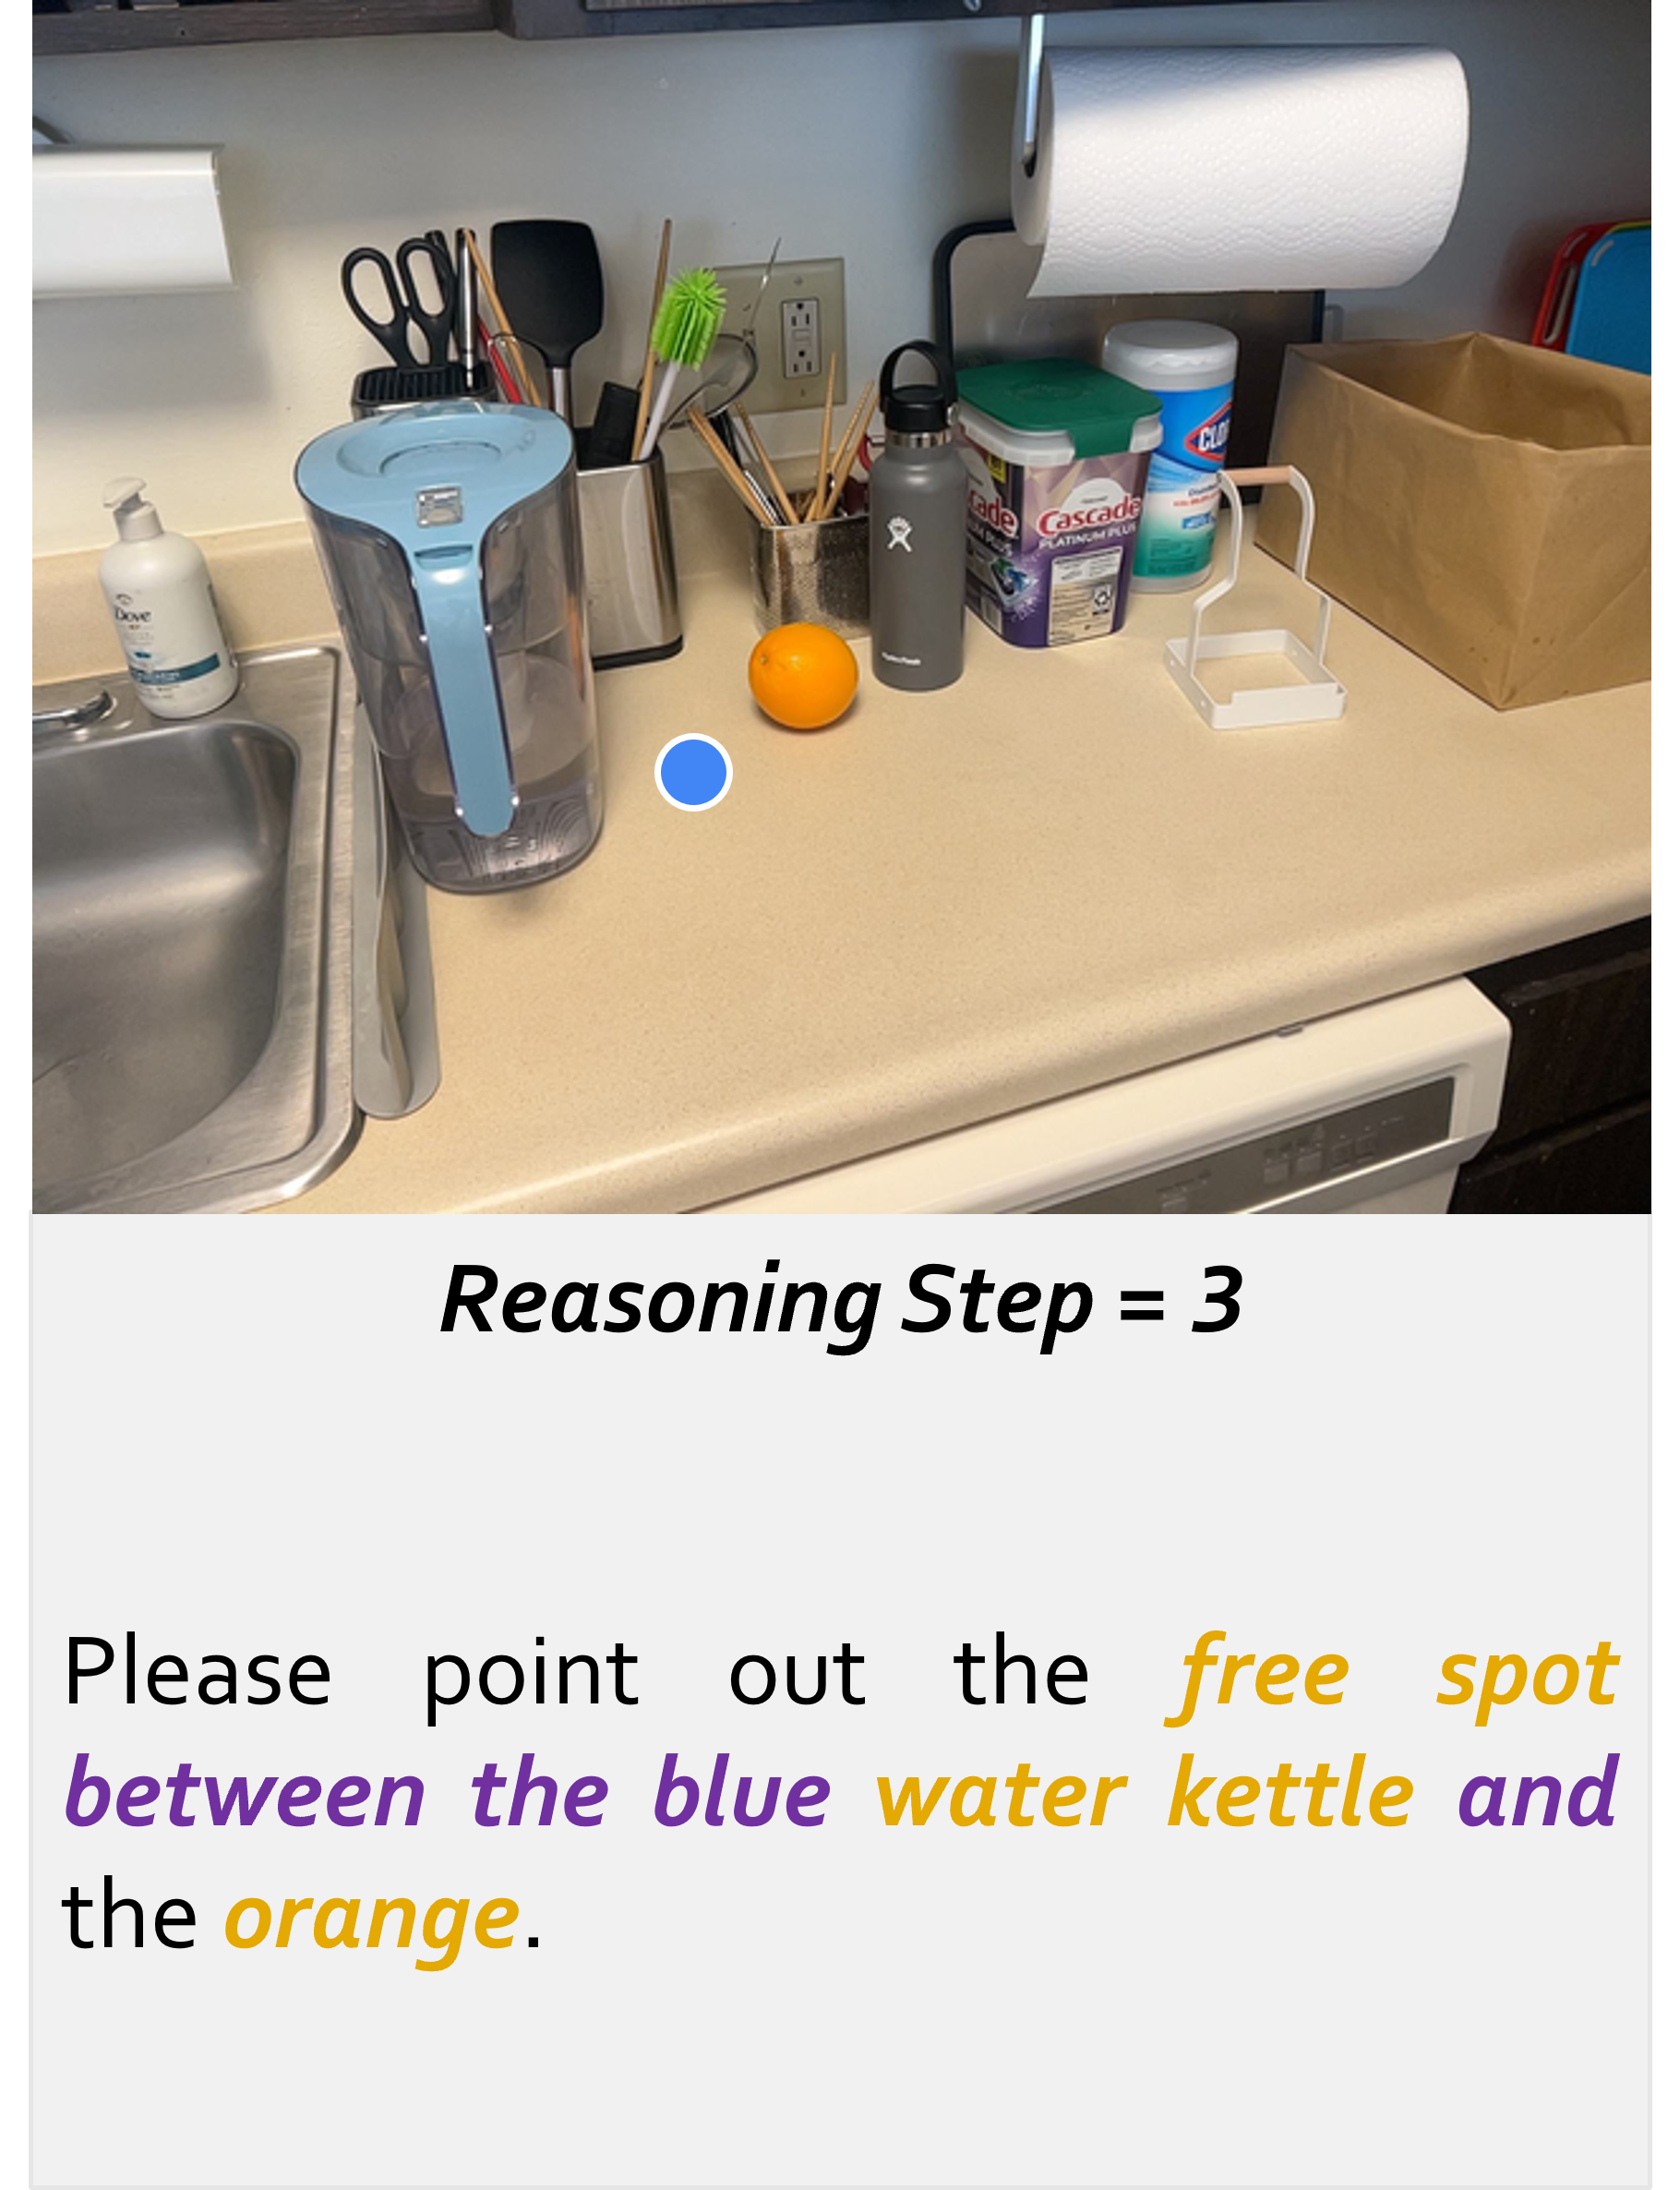 Dove
cade
Cascade
PLATINUM PLUS
CLO
Reasoning Step = 3
Please point out the free spot
between the blue water kettle and
the orange.